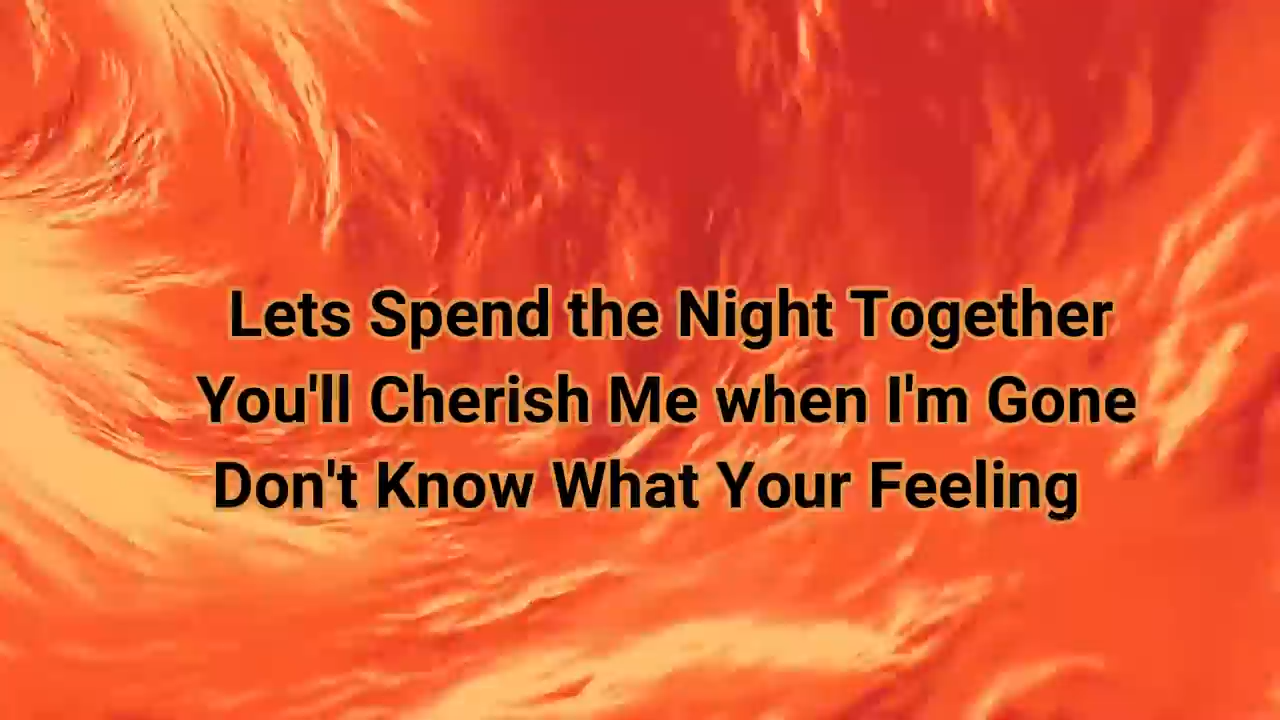 Lets Spend the Night Together
You'll Cherish Me when I'm Gone
Don't Know What Your Feeling